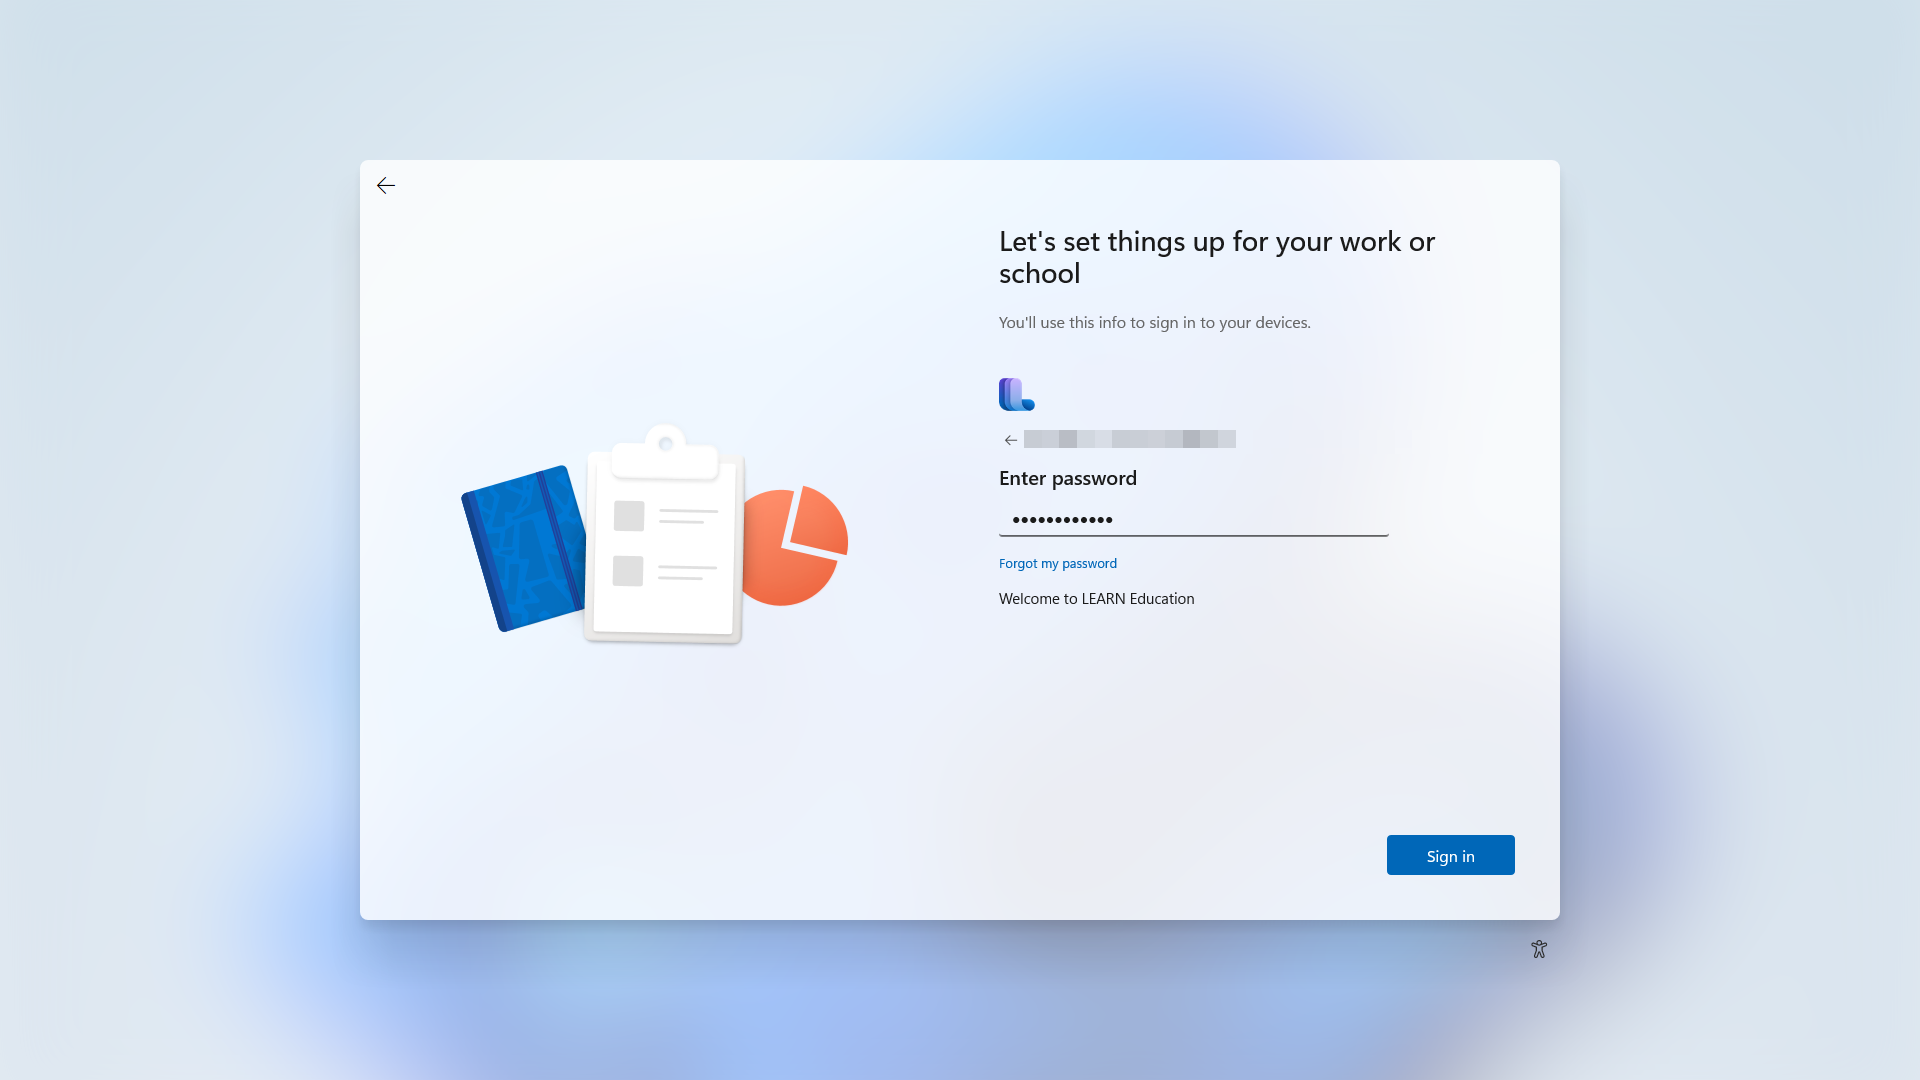 Let's set things up for your work or
school
You'll use this info to sign in to your devices.
Enter password
••••••••••••
Forgot my password
Welcome to LEARN Education
Sign in